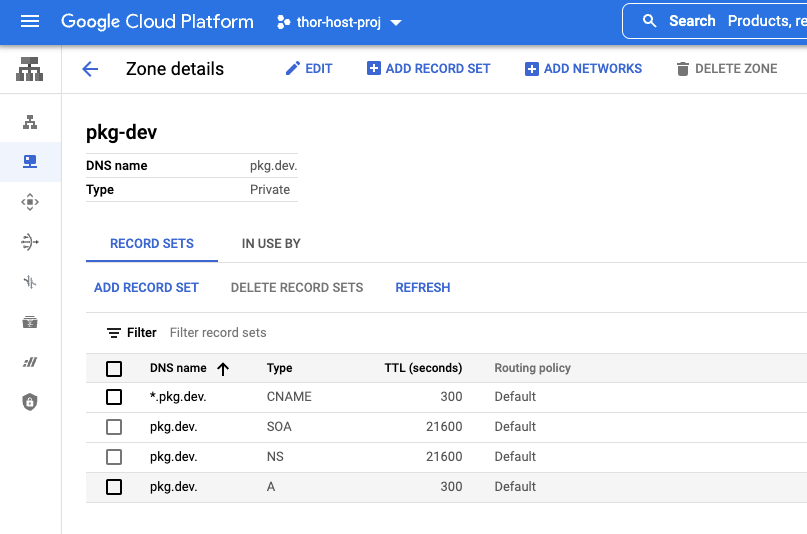 Google Cloud Platform thor-host-proj Search Products, re
Zone details EDIT ADD RECORD SET ADD NETWORKS DELETE ZONE
pkg-dev
DNS name pkg.dev.
Type Private
RECORD SETS IN USE BY
ADD RECORD SET DELETE RECORD SETS REFRESH
Filter Filter record sets
DNS name Type TTL (seconds) Routing policy
*.pkg.dev. CNAME 300 Default
pkg.dev. SOA 21600 Default
pkg.dev. NS 21600 Default
pkg.dev. A 300 Default